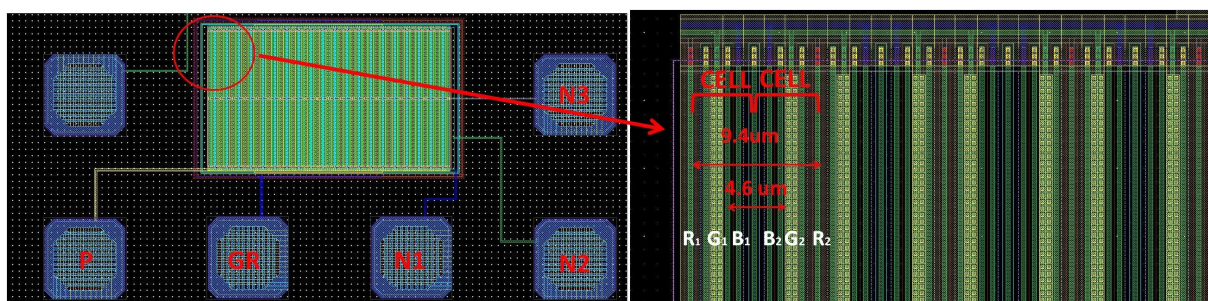 N3
P
GR
N1
N2
CELL CELL
9.4um
4.6 um
R₁ G₁ B₁ B₂ G₂ R₂